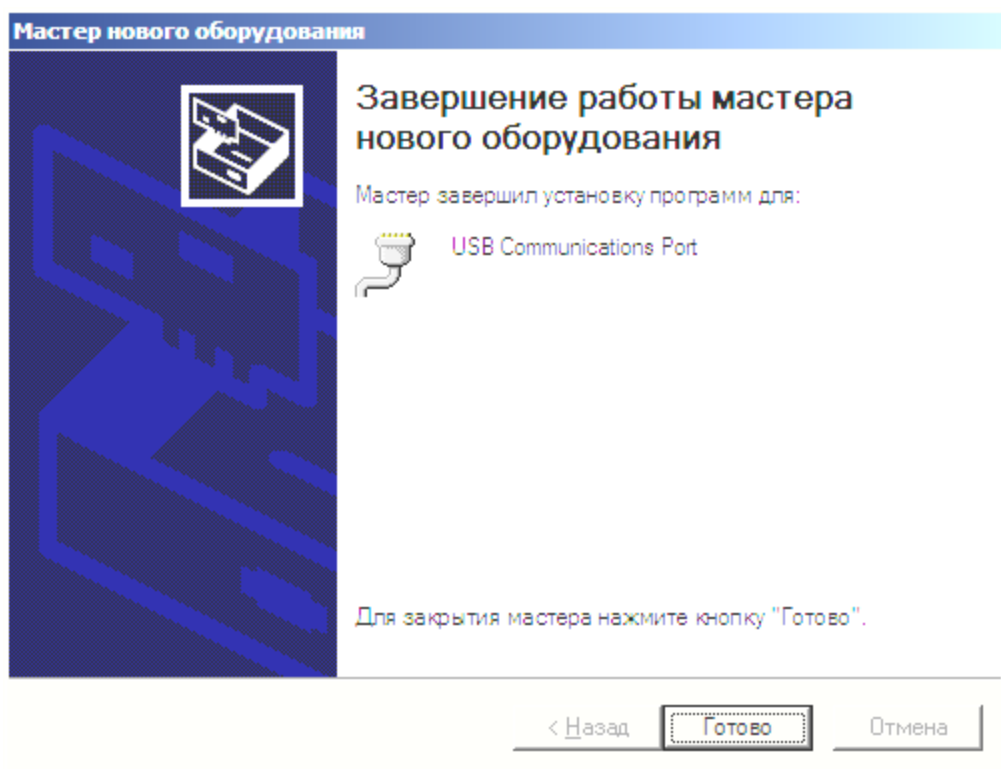 Мастер нового оборудования
Завершение работы мастера
нового оборудования
Мастер завершил установку программ для:
USB Communications Port
Для закрытия мастера нажмите кнопку "Готово".
< Назад
Готово
Отмена